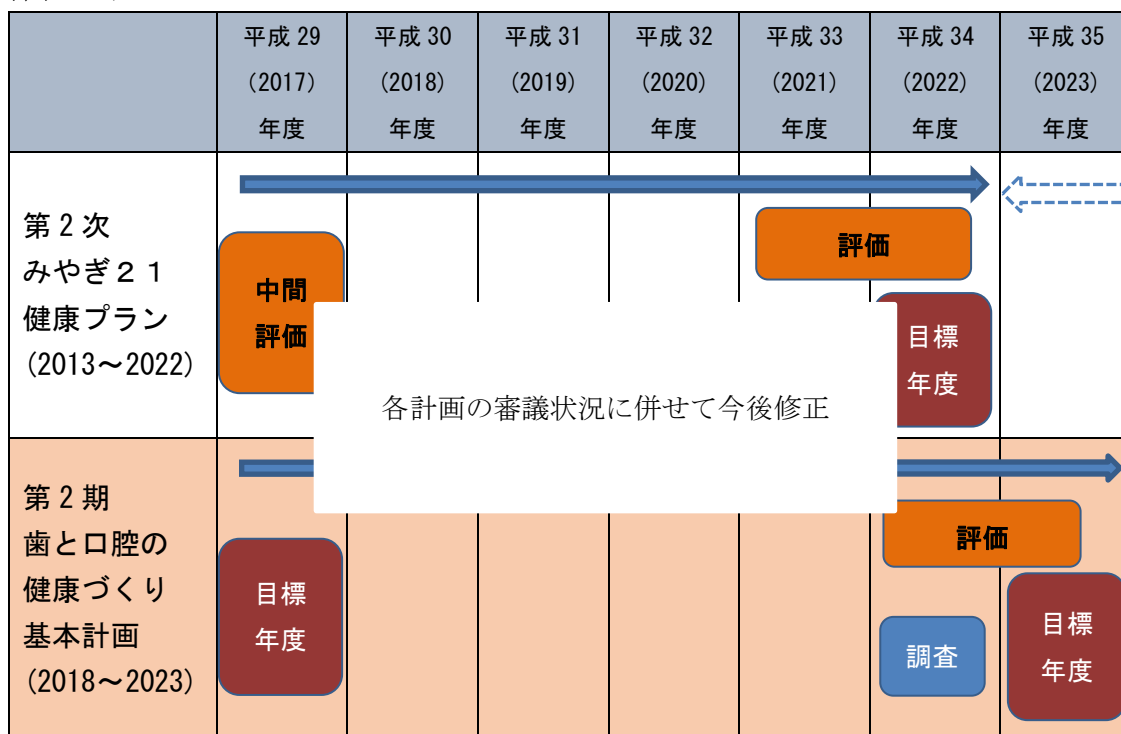 平成 29
(2017)
年度
平成 30
(2018)
年度
平成 31
(2019)
年度
平成 32
(2020)
年度
平成 33
(2021)
年度
平成 34
(2022)
年度
平成 35
(2023)
年度
第 2 次
みやぎ２１
健康プラン
(2013～2022)
中間
評価
評価
目標
年度
各計画の審議状況に併せて今後修正
第 2 期
歯と口腔の
健康づくり
基本計画
(2018～2023)
目標
年度
評価
調査
目標
年度